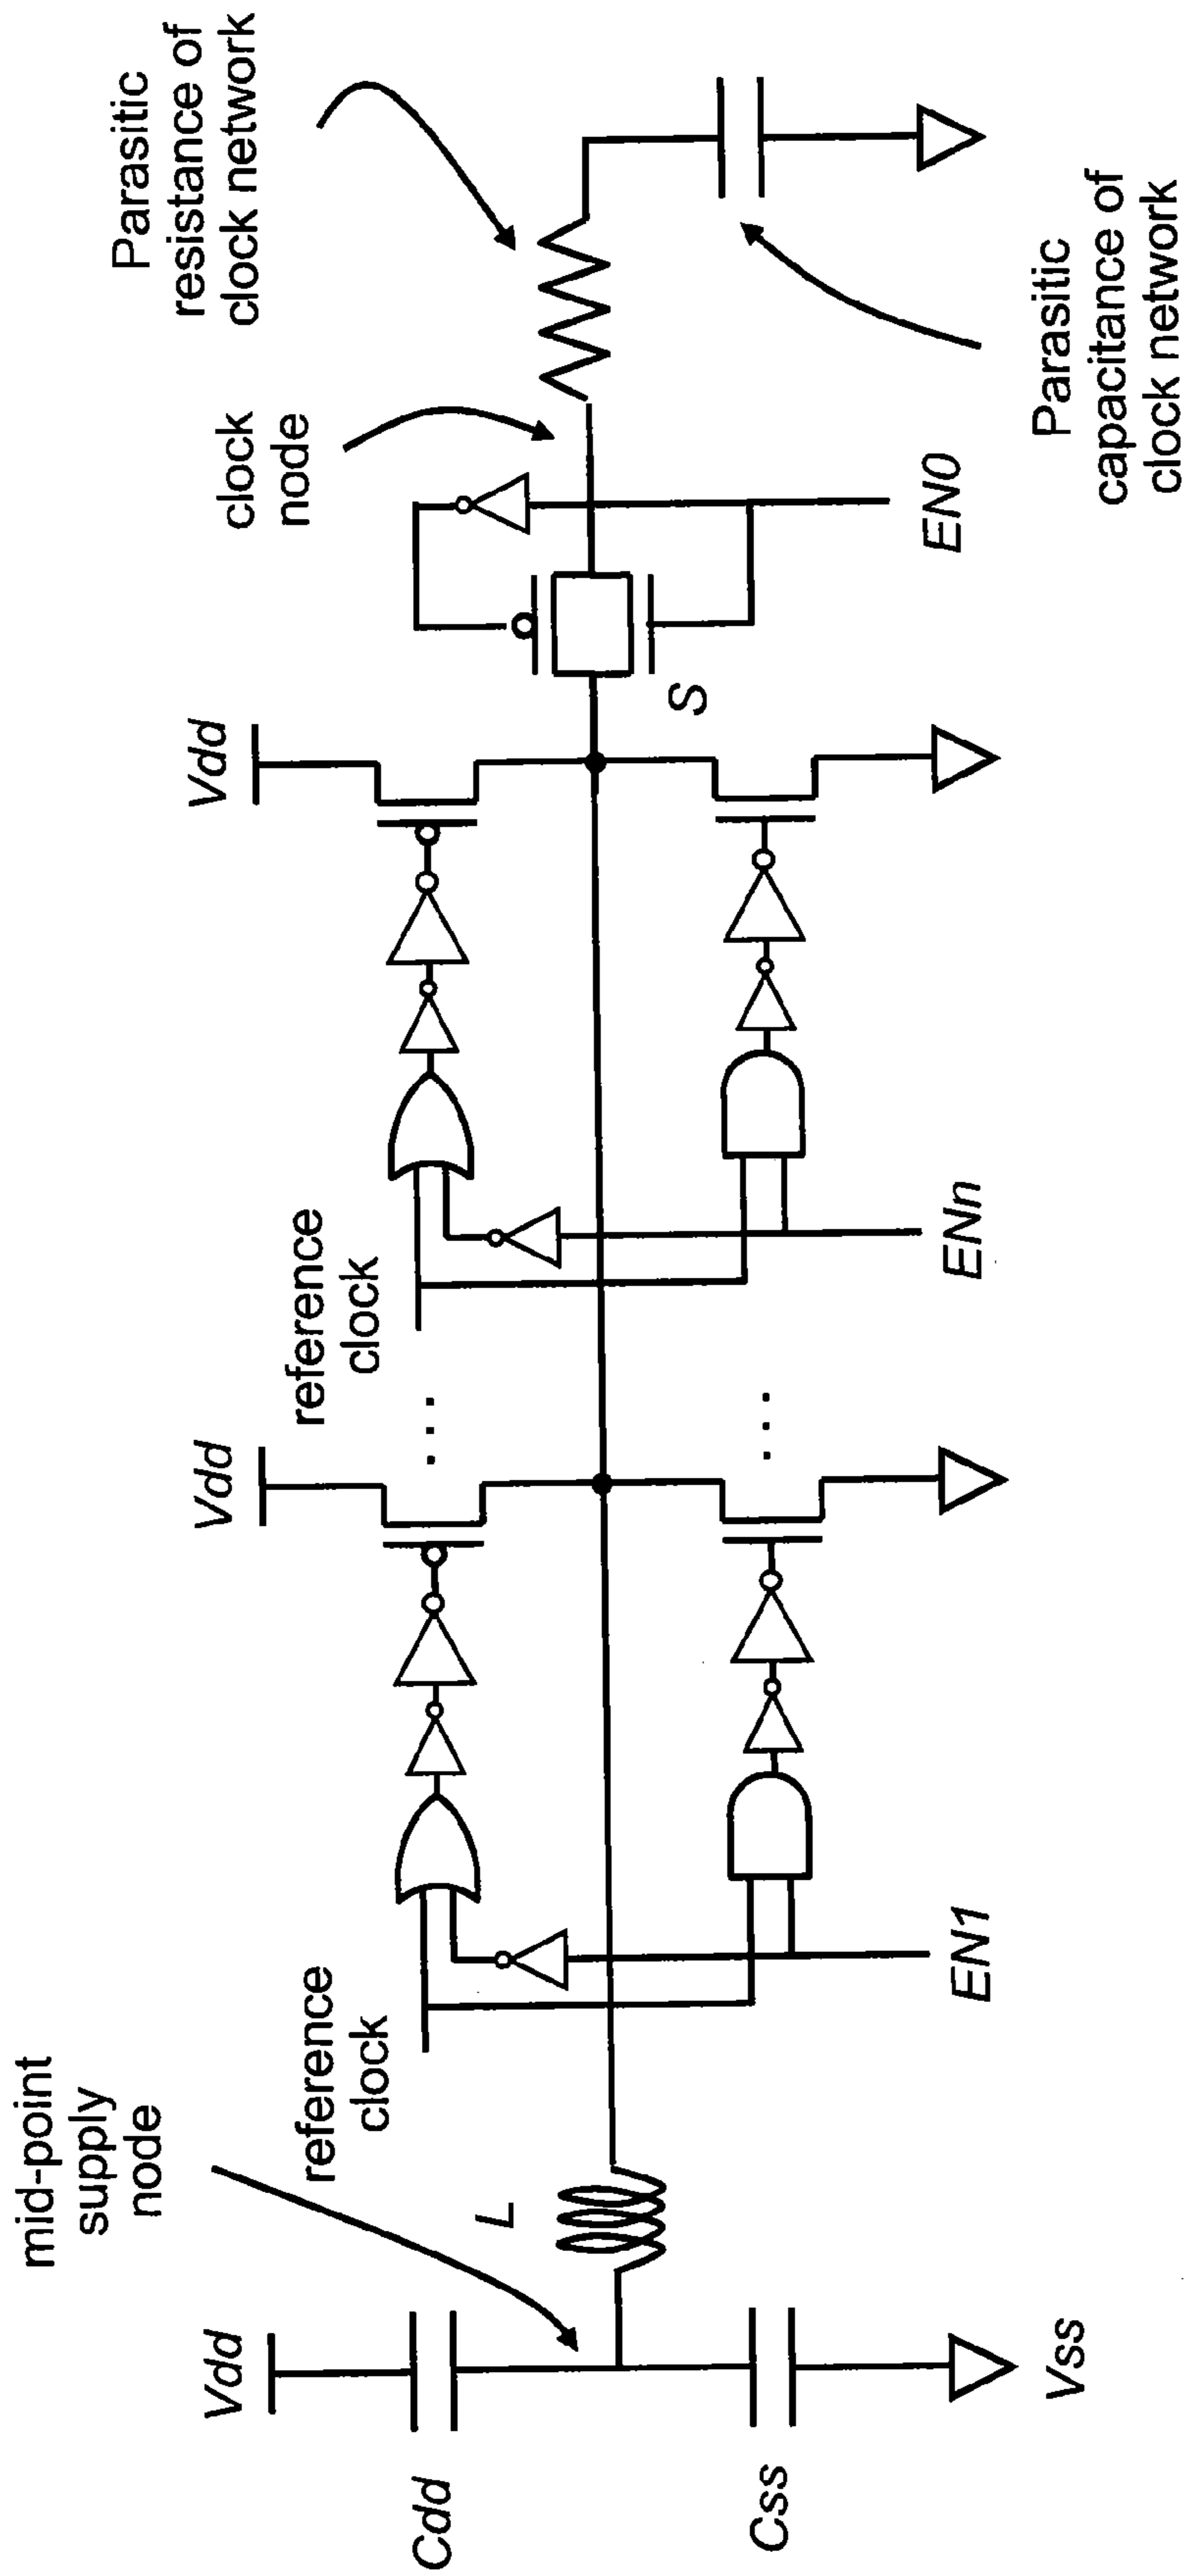 mid-point
supply
node
Vdd
Cdd
Css
Vss
L
reference
clock
EN1
Vdd
...
...
reference
clock
ENn
Vdd
S
EN0
clock
node
Parasitic
resistance of
clock network
Parasitic
capacitance of
clock network